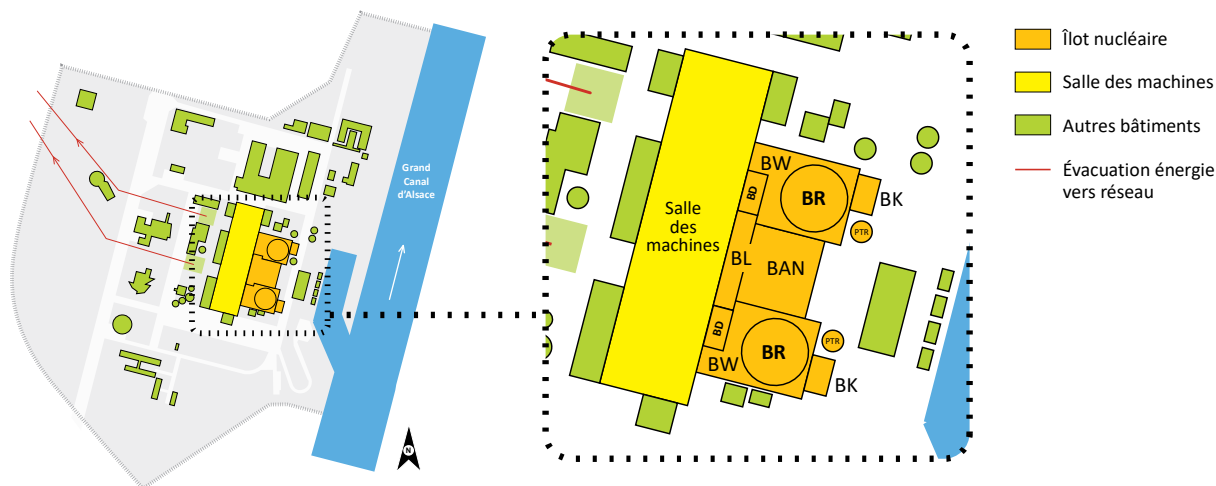 Grand
Canal
d'Alsace
N
Salle
des
machines
BW
BD
BR
BK
PTR
BL
BAN
BD
BW
BR
PTR
BK
Îlot nucléaire
Salle des machines
Autres bâtiments
Évacuation énergie
vers réseau